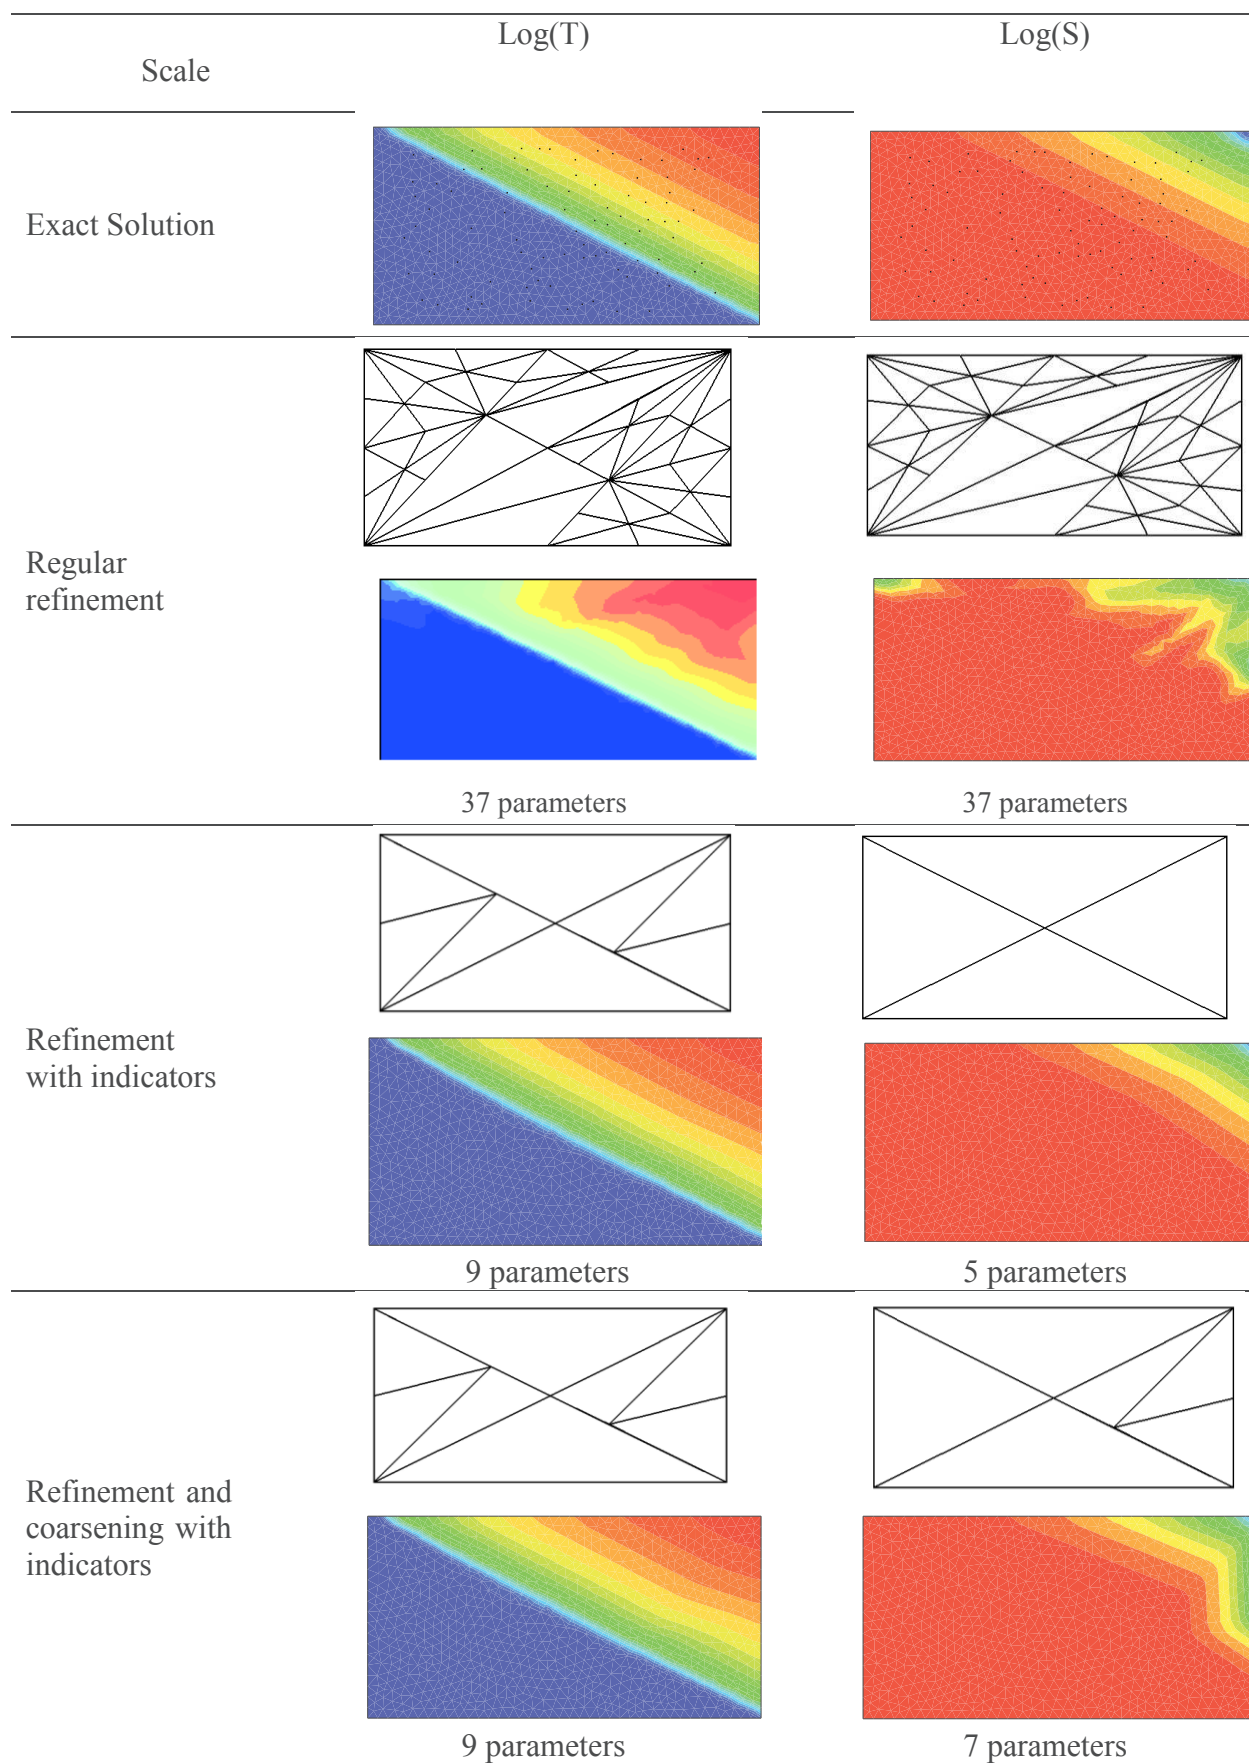 Log(T)
Log(S)
Scale
Exact Solution
Regular
refinement
37 parameters
37 parameters
Refinement
with indicators
9 parameters
5 parameters
Refinement and
coarsening with
indicators
9 parameters
7 parameters